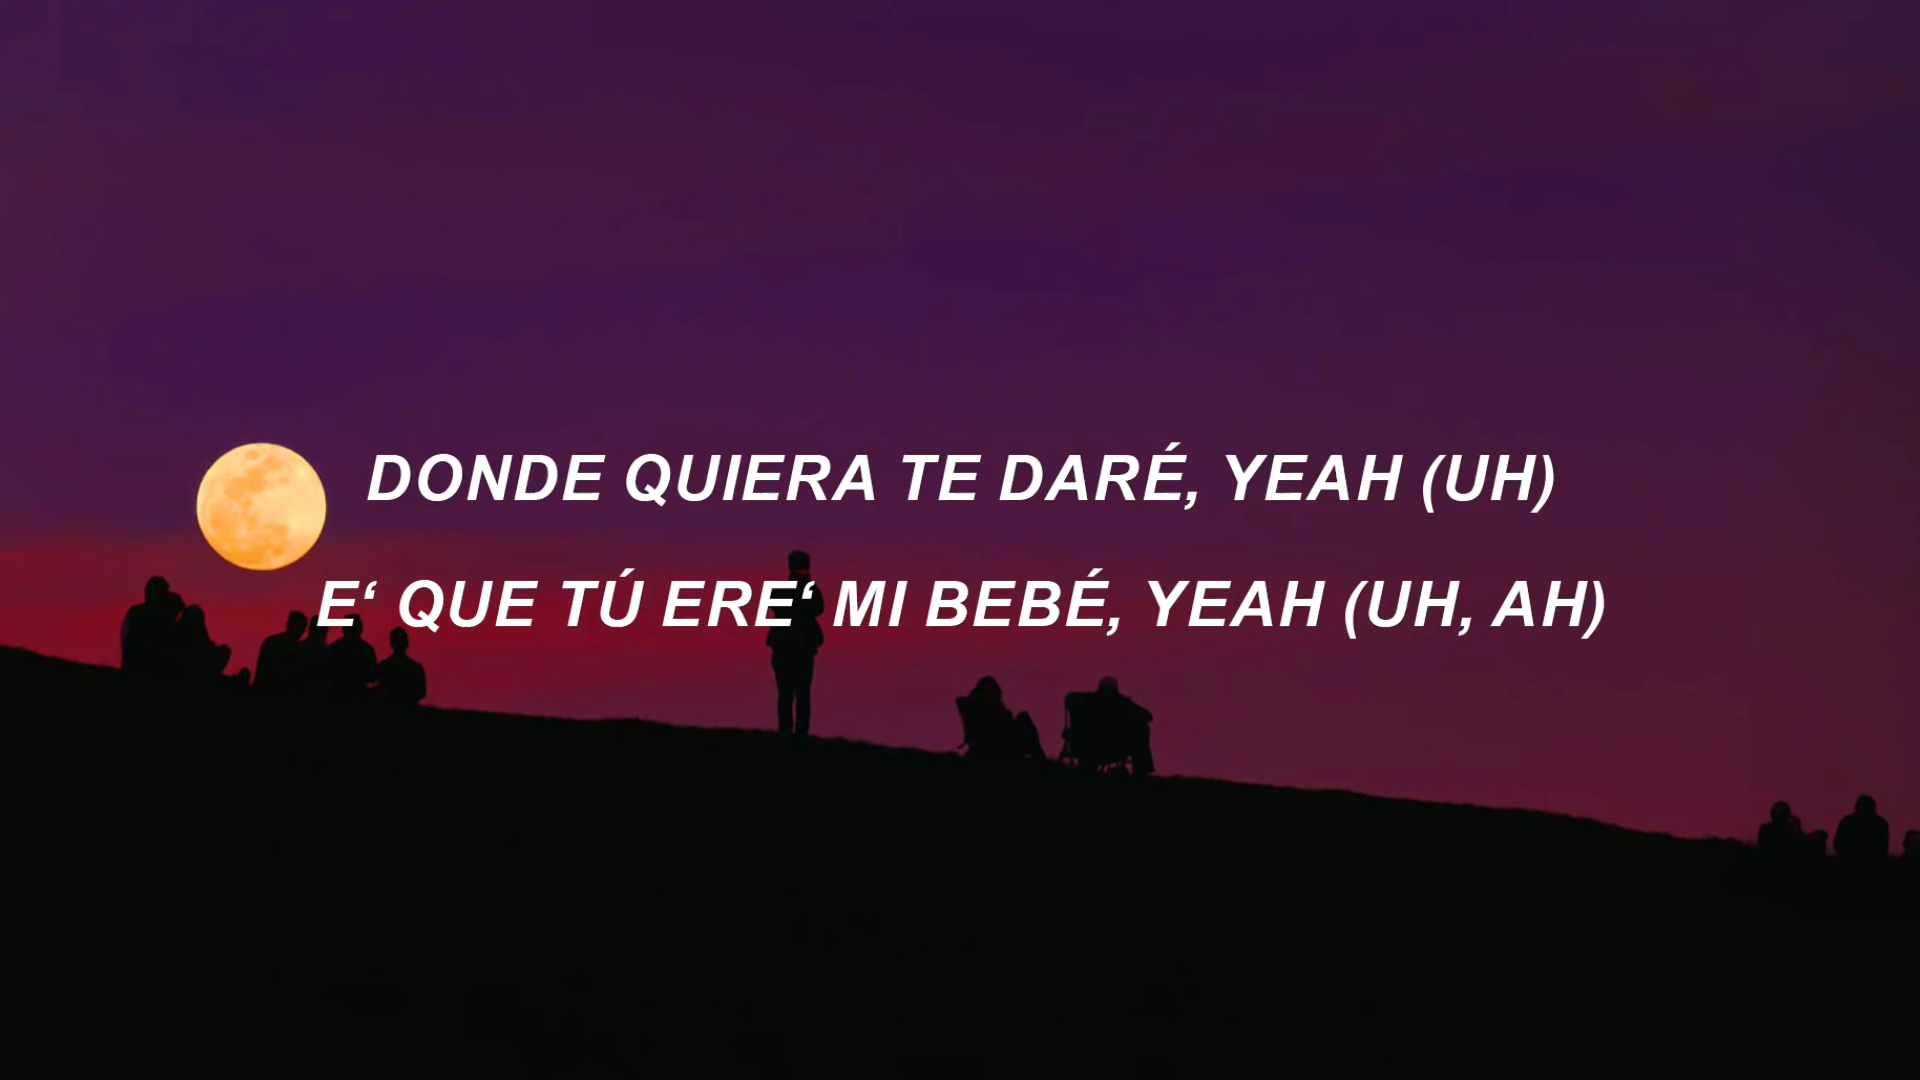 DONDE QUIERA TE DARÉ, YEAH (UH)
E‘ QUE TÚ ERE‘ MI BEBÉ, YEAH (UH, AH)